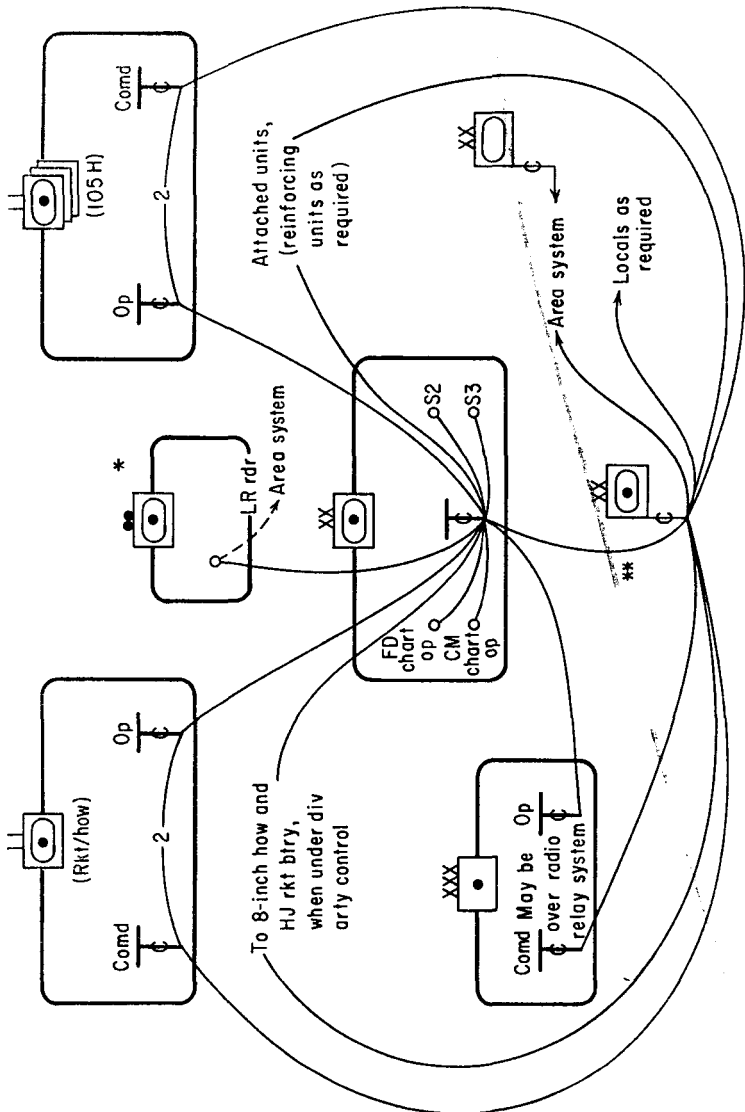 (Rkt/how)
Comd
Op
C
C
2
**
*
LR rdr
Area system
(105 H)
Op
Comd
C
C
2
To 8-inch how and
HJ rkt btry,
when under div
arty control
XX
FD
chart
op
CM
chart
op
S2
S3
C
Attached units,
(reinforcing
units as
required)
XXX
Comd May be
over radio
relay system
Op
C
C
XX
C
XX
C
Area system
Locals as
required